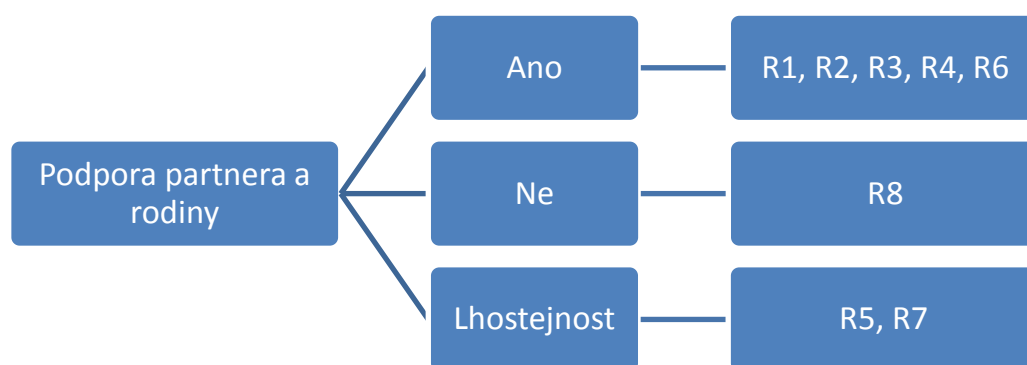 Podpora partnera a
rodiny
Ano
R1, R2, R3, R4, R6
Ne
R8
Lhostejnost
R5, R7